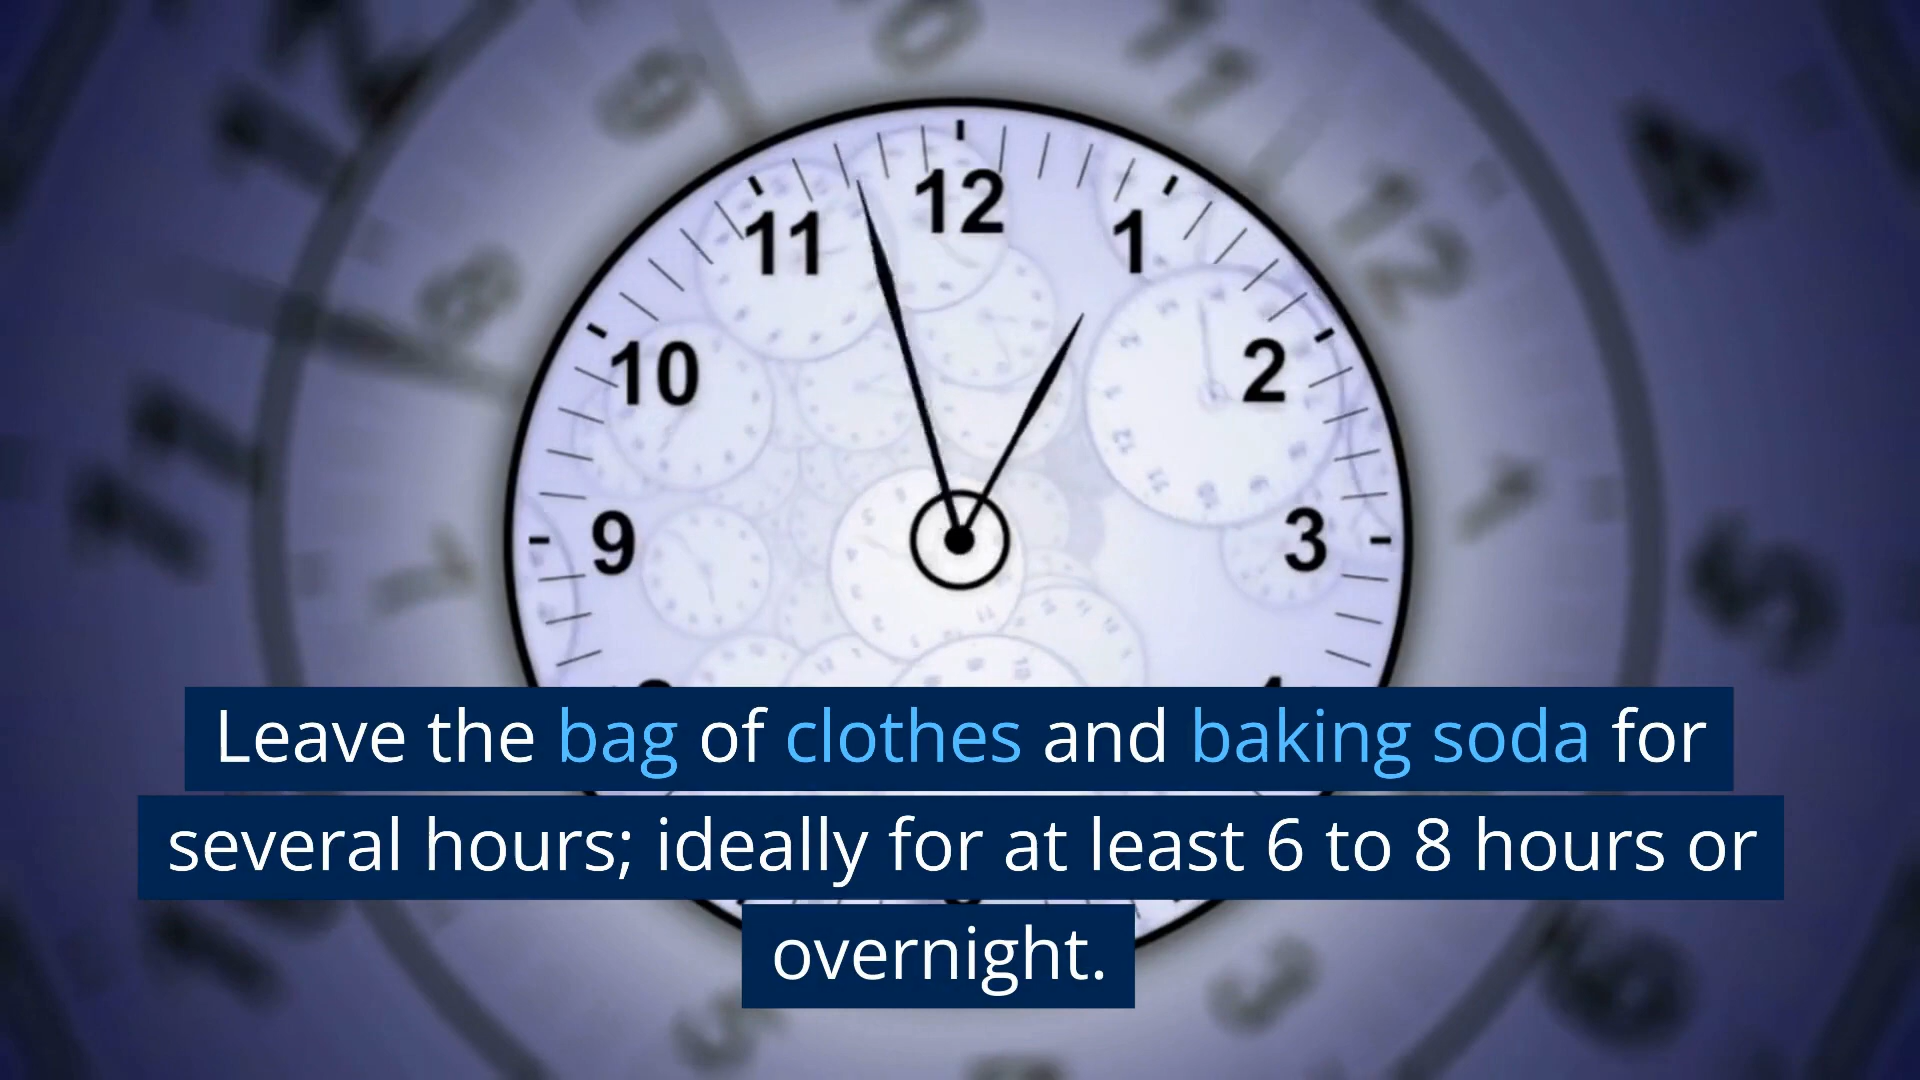 12
11
1
10
2
9
3
Leave the bag of clothes and baking soda for
several hours; ideally for at least 6 to 8 hours or
overnight.